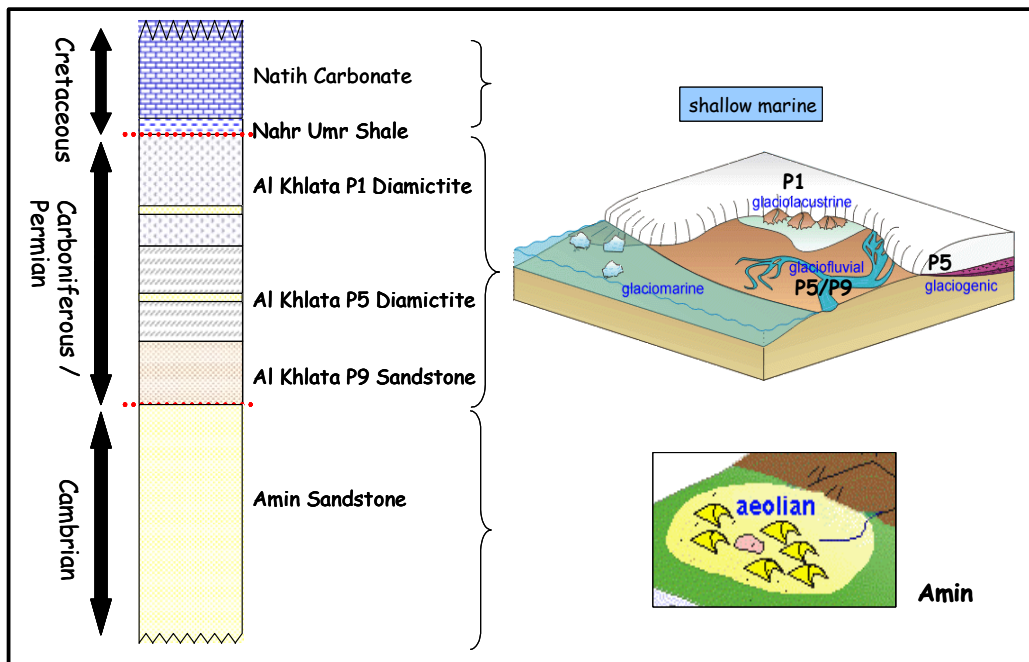 Cretaceous
Carboniferous /
Permian
Cambrian
Natih Carbonate
Nahr Umr Shale
Al Khlata P1 Diamictite
Al Khlata P5 Diamictite
Al Khlata P9 Sandstone
Amin Sandstone
shallow marine
P1
glaciolacustrine
P5
glaciofluvial
glaciogenic
P5/P9
glaciomarine
aeolian
Amin